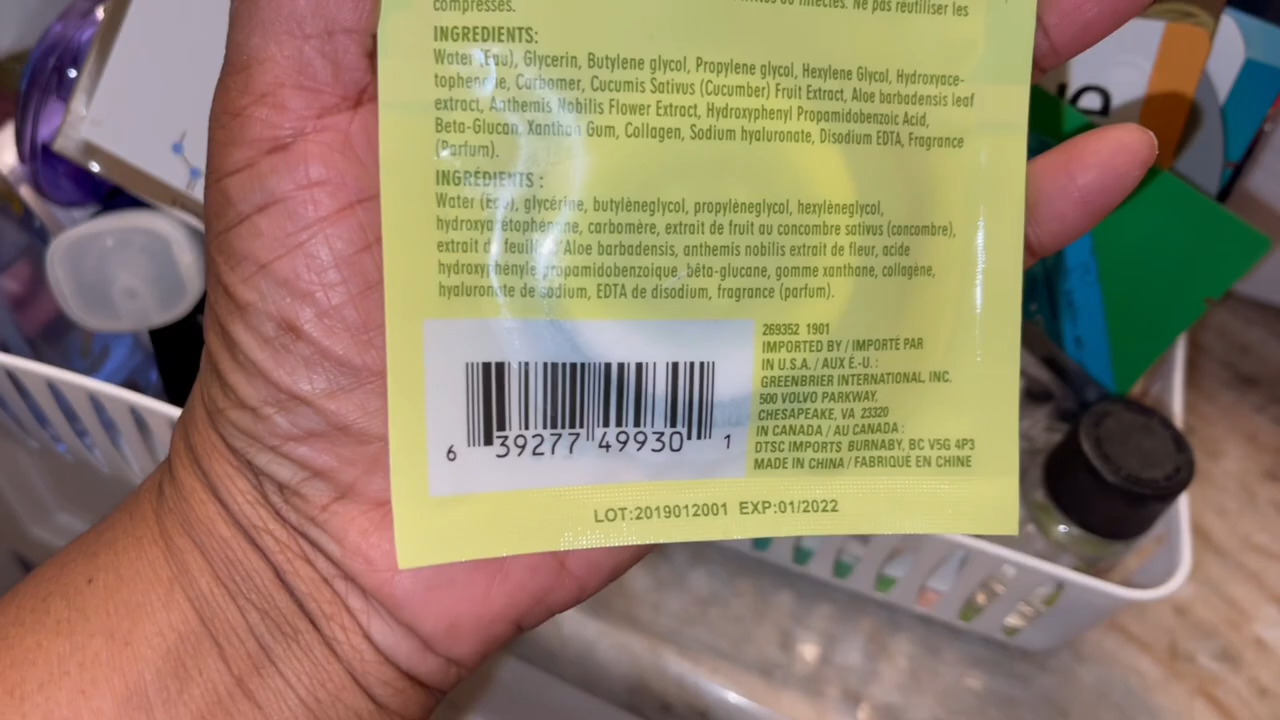 compresses.
ou infectés. Ne pas réutiliser les
INGREDIENTS:
Water (Eau), Glycerin, Butylene glycol, Propylene glycol, Hexylene Glycol, Hydroxyace-
tophenone, Carbomer, Cucumis Sativus (Cucumber) Fruit Extract, Aloe barbadensis leaf
extract, Anthemis Nobilis Flower Extract, Hydroxyphenyl Propamidobenzoic Acid,
Beta-Glucan, Xanthan Gum, Collagen, Sodium hyaluronate, Disodium EDTA, Fragrance
(Parfum).
INGRÉDIENTS :
Water (Eau), glycérine, butylèneglycol, propylèneglycol, hexylèneglycol,
hydroxyacétophénone, carbomère, extrait de fruit au concombre sativus (concombre),
extrait de feuille d'Aloe barbadensis, anthemis nobilis extrait de fleur, acide
hydroxyphényle propamidobenzoique, bêta-glucane, gomme xanthane, collagène,
hyaluronate de sodium, EDTA de disodium, fragrance (parfum).
269352 1901
IMPORTED BY / IMPORTÉ PAR
IN U.S.A. / AUX É.-U. :
GREENBRIER INTERNATIONAL, INC.
500 VOLVO PARKWAY,
CHESAPEAKE, VA 23320
IN CANADA / AU CANADA :
DTSC IMPORTS BURNABY, BC V5G 4P3
MADE IN CHINA / FABRIQUÉ EN CHINE
6 39277 49930 1
LOT:2019012001 EXP:01/2022